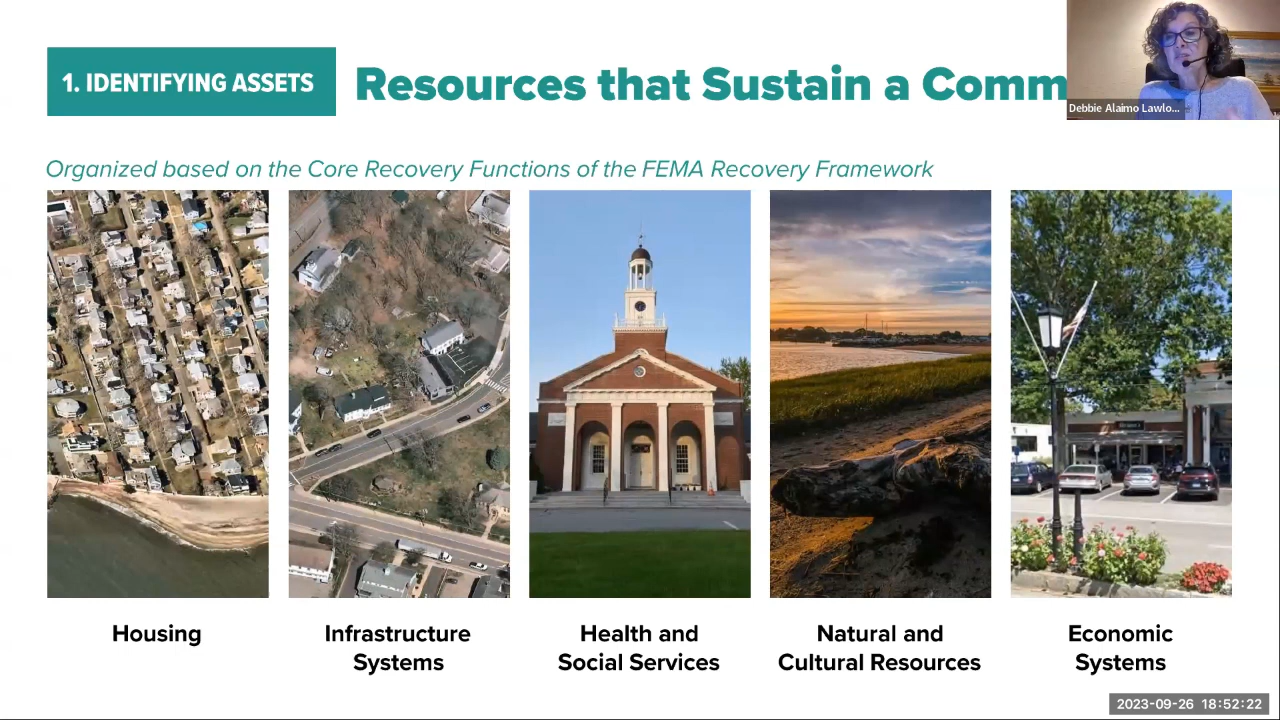 1. IDENTIFYING ASSETS
Resources that Sustain a Comm
Debbie Alaimo Lawlo...
Organized based on the Core Recovery Functions of the FEMA Recovery Framework
Housing
Infrastructure
Systems
Health and
Social Services
Natural and
Cultural Resources
Economic
Systems
2023-09-26 18:52:22